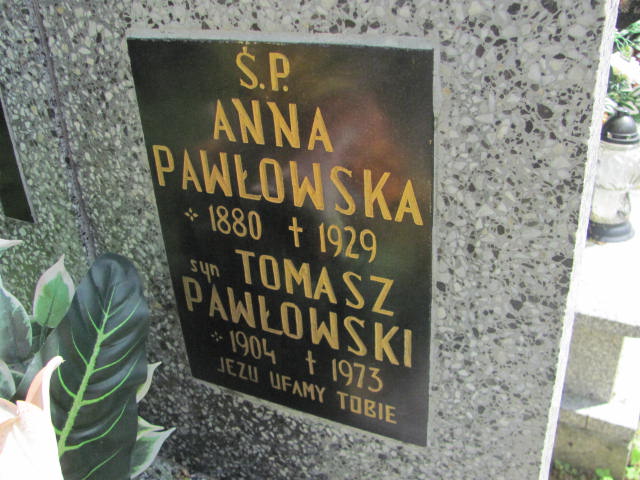 Ś.P.
ANNA
PAWŁOWSKA
* 1880 † 1929
syn TOMASZ
PAWŁOWSKI
* 1904 † 1973
JEZU UFAMY TOBIE